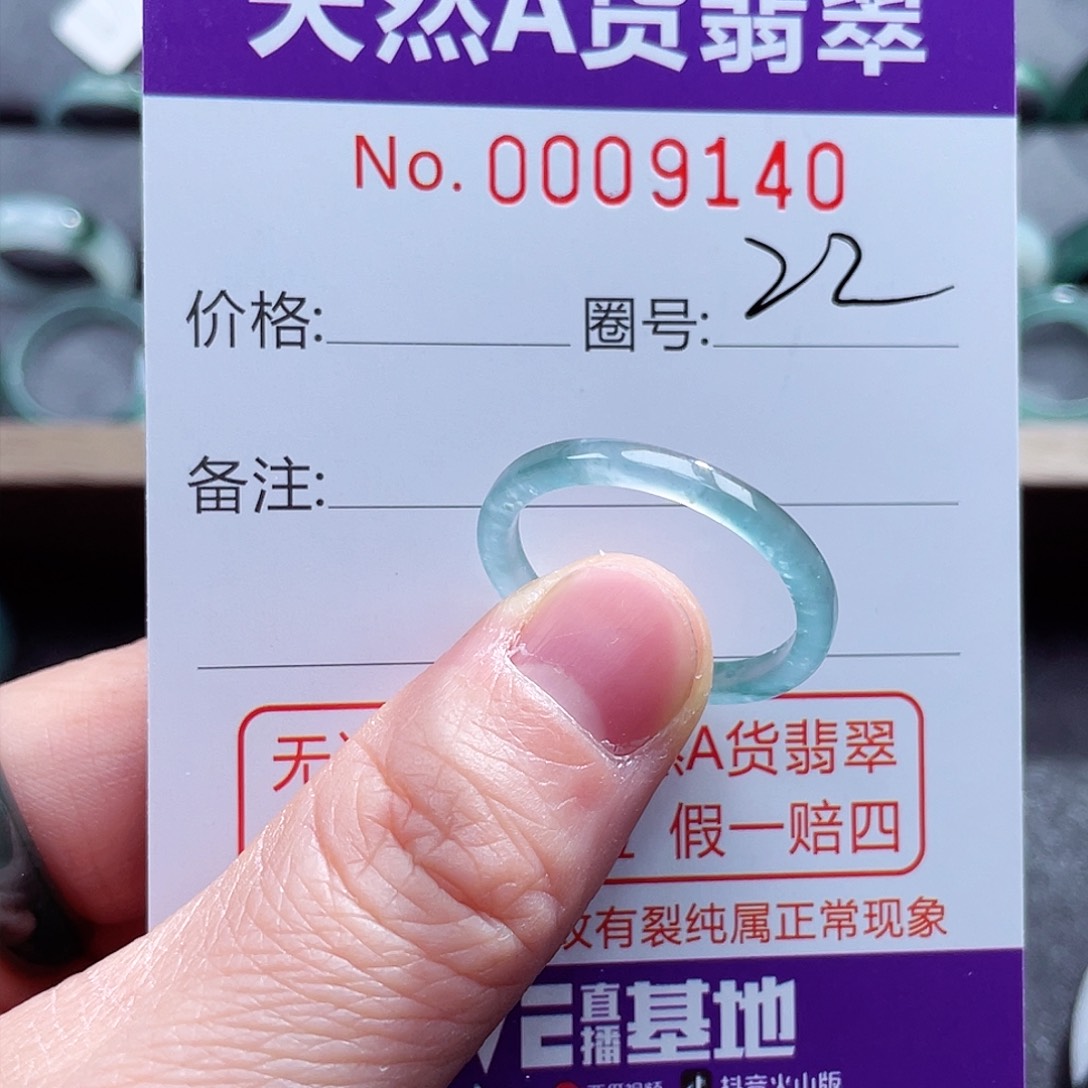 天然A货翡翠
No. 0009140
价格: 圈号: 22
备注:
无 A货翡翠
假一赔四
有裂纯属正常现象
直播基地
抖音火山版